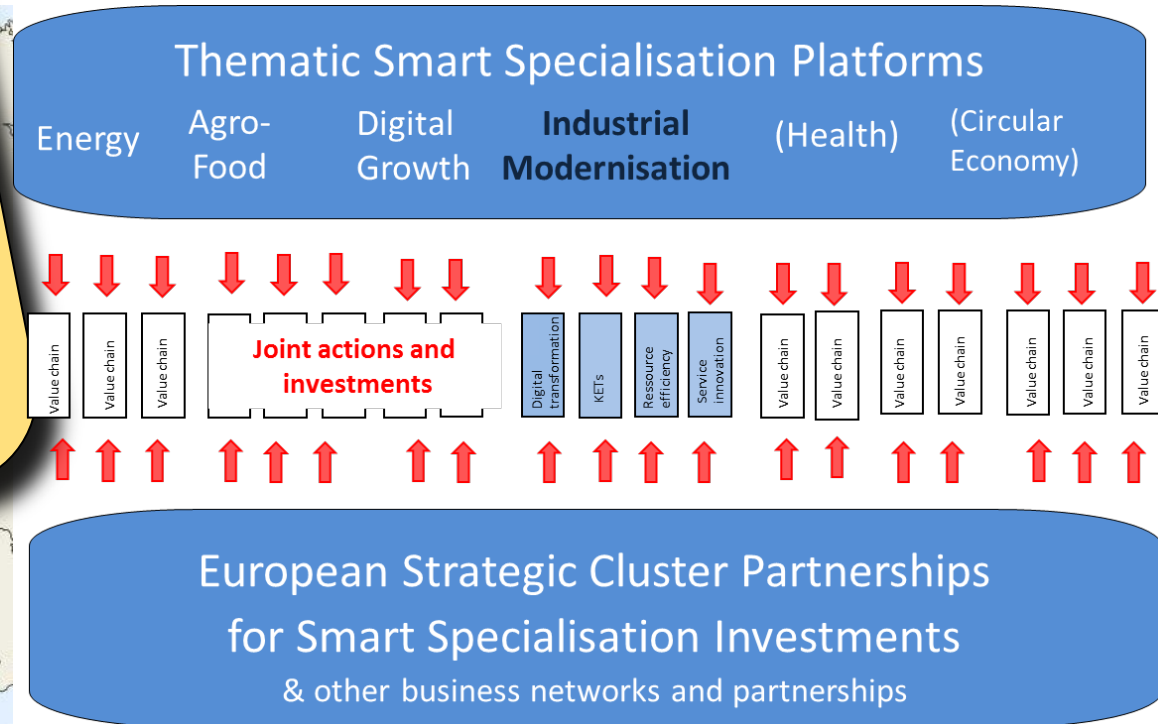 Thematic Smart Specialisation Platforms
Energy
Agro-
Food
Digital
Growth
Industrial
Modernisation
(Health)
(Circular
Economy)
Value chain
Value chain
Value chain
Joint actions and
investments
Digital
transformation
KETs
Ressource
efficiency
Service
innovation
Value chain
Value chain
Value chain
Value chain
Value chain
Value chain
Value chain
European Strategic Cluster Partnerships
for Smart Specialisation Investments
& other business networks and partnerships